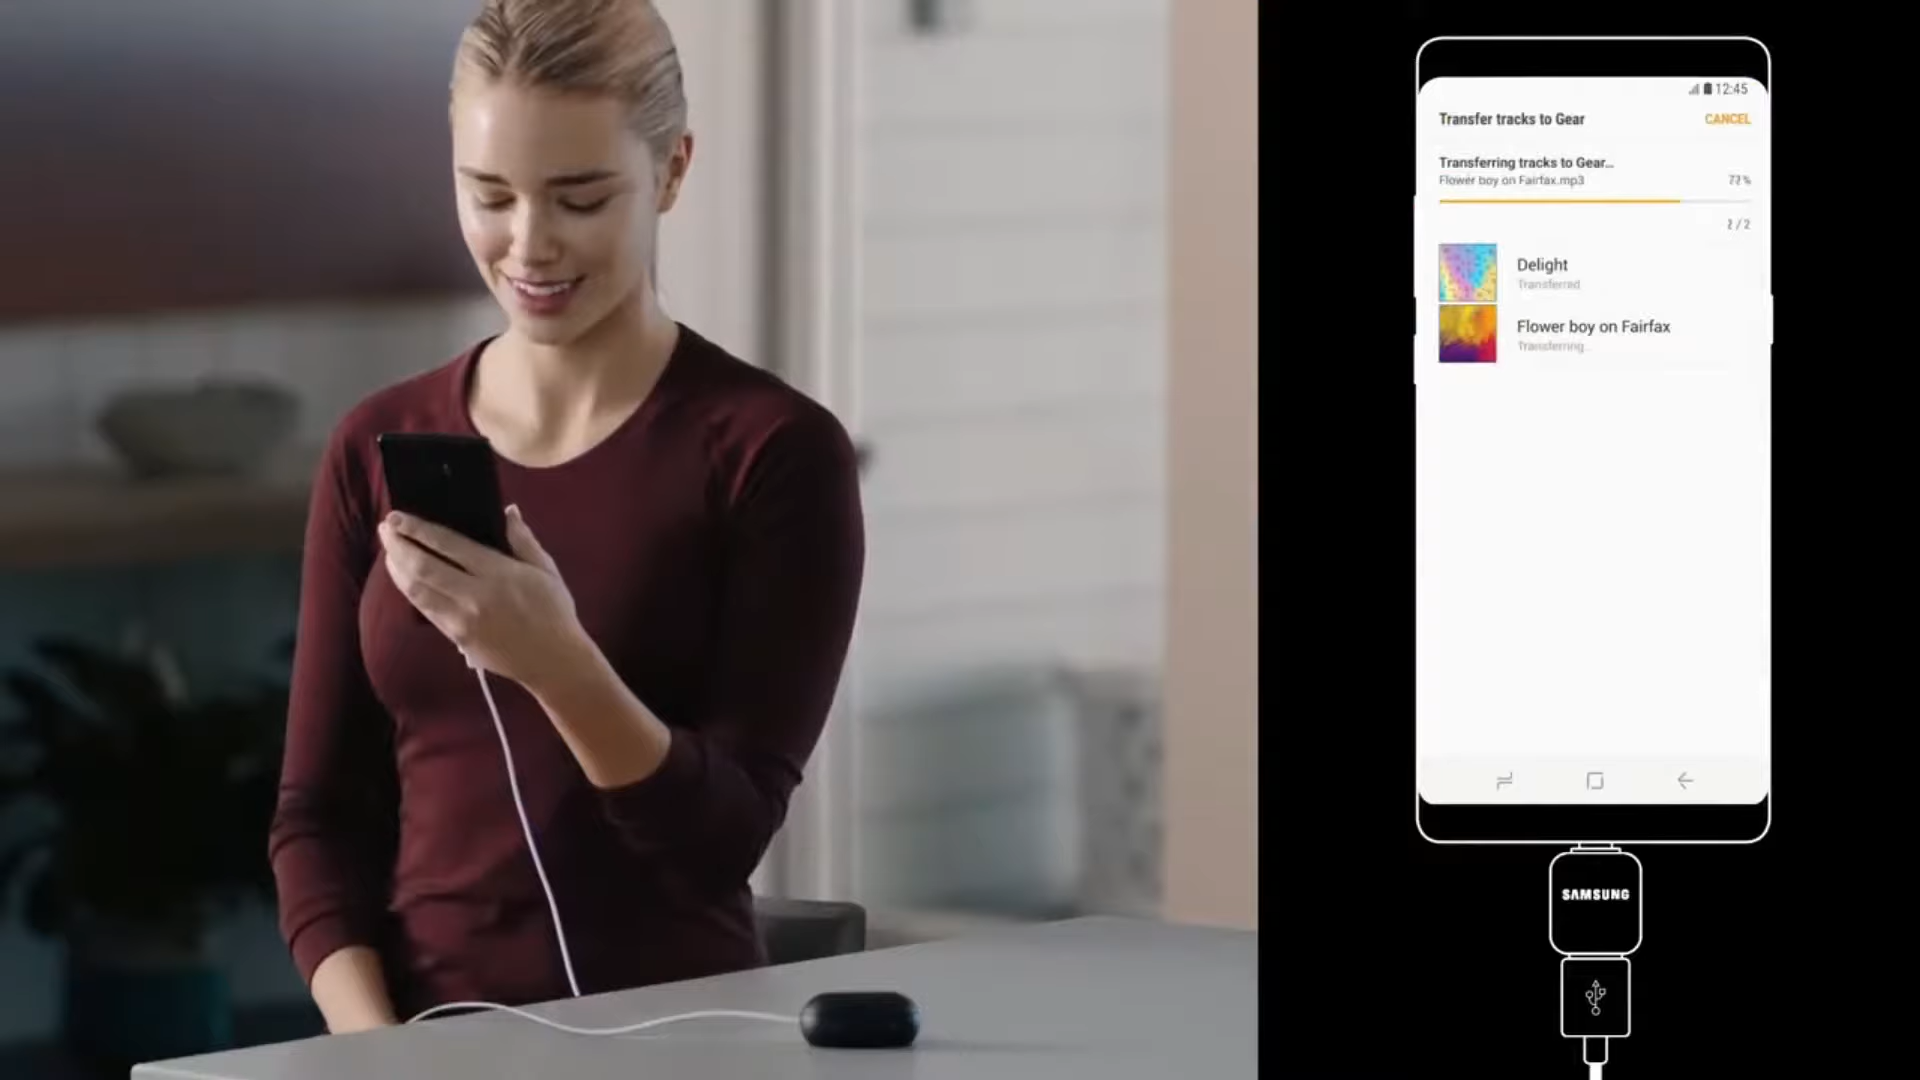 12:45
Transfer tracks to Gear
CANCEL
Transferring tracks to Gear...
Flower boy on Fairfax.mp3
77%
2 / 2
Delight
Transferred
Flower boy on Fairfax
Transferring..
SAMSUNG